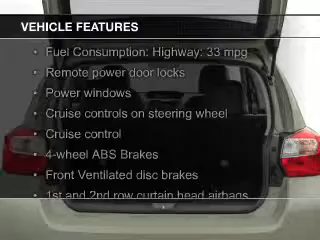 VEHICLE FEATURES
• Fuel Consumption: Highway: 33 mpg
• Remote power door locks
• Power windows
• Cruise controls on steering wheel
• Cruise control
• 4-wheel ABS Brakes
• Front Ventilated disc brakes
• 1st and 2nd row curtain head airbags